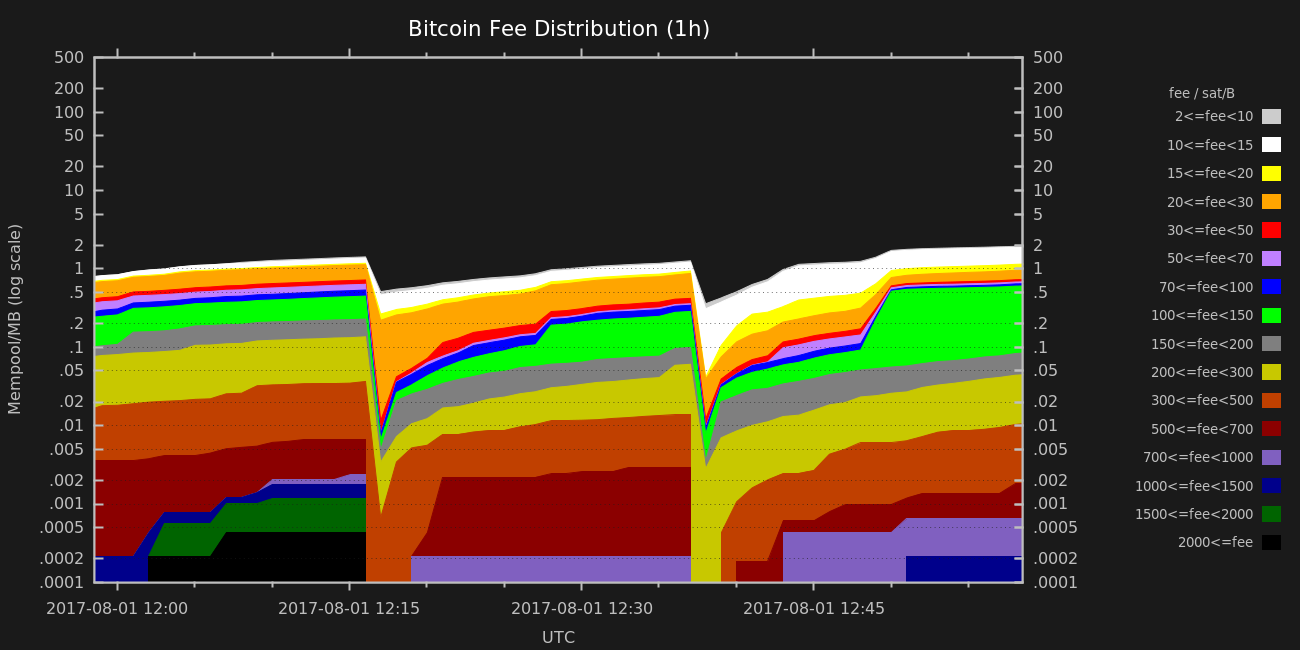 Bitcoin Fee Distribution (1h)
500 500
200 200
100 100
50 50
20 20
10 10
5 5
2 2
1 1
.5 .5
.2 .2
.1 .1
.05 .05
.02 .02
.01 .01
.005 .005
.002 .002
.001 .001
.0005 .0005
.0002 .0002
.0001 .0001
Mempool/MB (log scale)
2017-08-01 12:00 2017-08-01 12:15 2017-08-01 12:30 2017-08-01 12:45
UTC
fee / sat/B
2<=fee<10
10<=fee<15
15<=fee<20
20<=fee<30
30<=fee<50
50<=fee<70
70<=fee<100
100<=fee<150
150<=fee<200
200<=fee<300
300<=fee<500
500<=fee<700
700<=fee<1000
1000<=fee<1500
1500<=fee<2000
2000<=fee